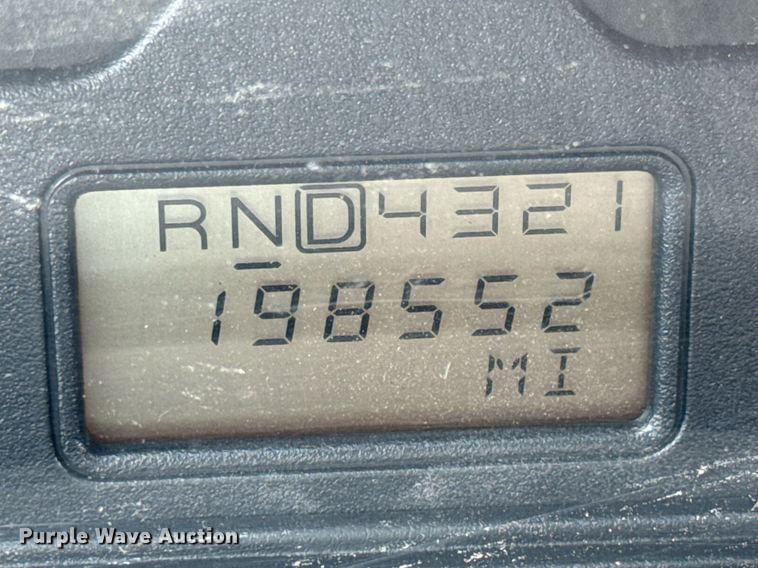 RND4321
198552
MI
Purple Wave Auction